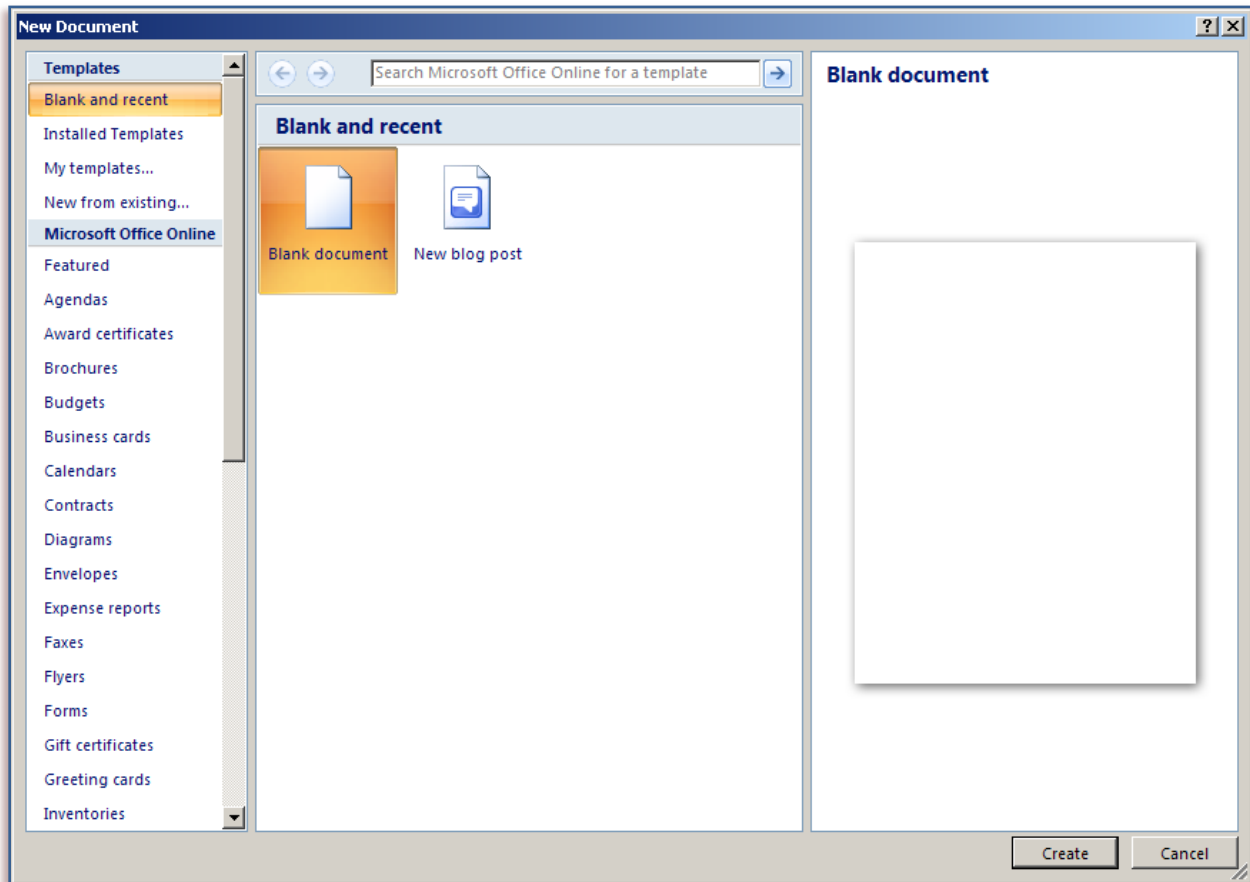 New Document
Templates
Blank and recent
Installed Templates
My templates...
New from existing...
Microsoft Office Online
Featured
Agendas
Award certificates
Brochures
Budgets
Business cards
Calendars
Contracts
Diagrams
Envelopes
Expense reports
Faxes
Flyers
Forms
Gift certificates
Greeting cards
Inventories
Search Microsoft Office Online for a template
Blank and recent
Blank document
New blog post
Blank document
Create
Cancel